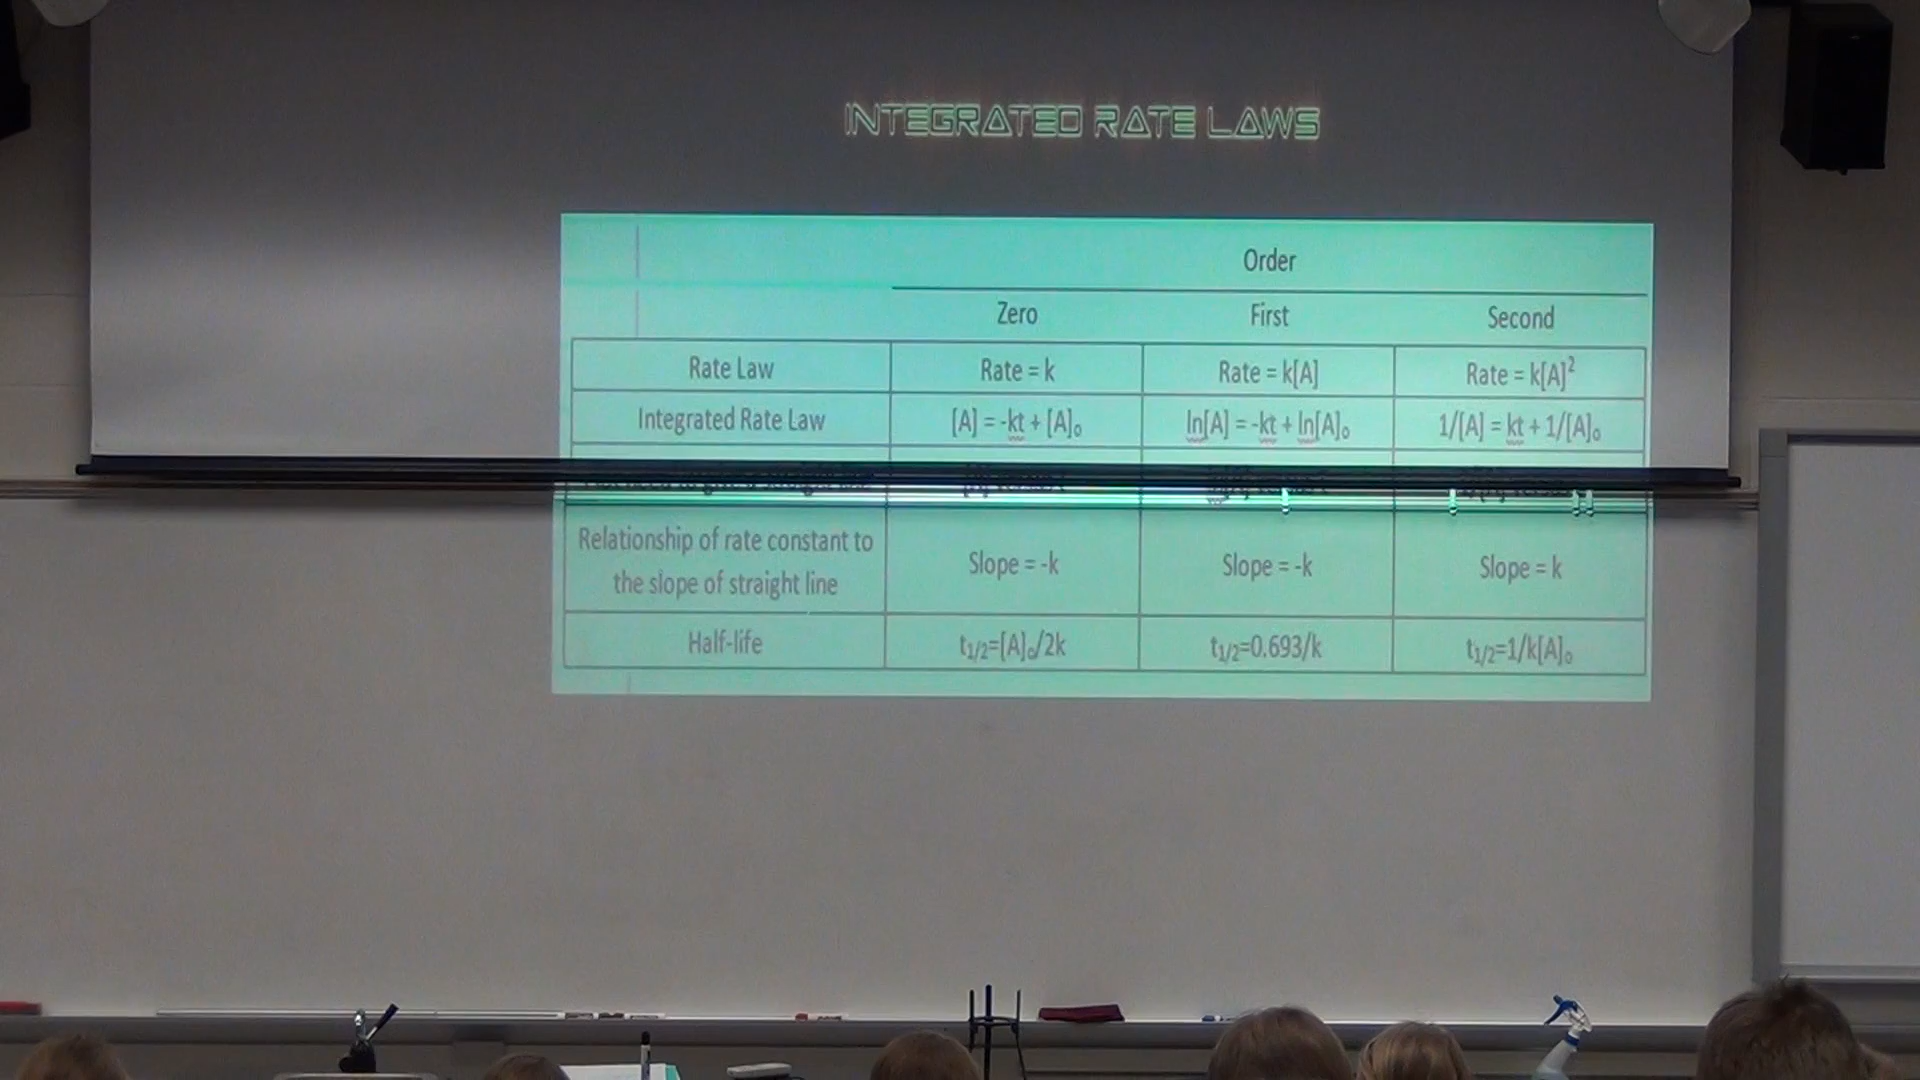 INTEGRATED RATE LAWS
Order
Zero First Second
Rate Law Rate = k Rate = k[A] Rate = k[A]²
Integrated Rate Law [A] = -kt + [A]₀ ln[A] = -kt + ln[A]₀ 1/[A] = kt + 1/[A]₀
Relationship of rate constant to
the slope of straight line Slope = -k Slope = -k Slope = k
Half-life t₁/₂=[A]₀/2k t₁/₂=0.693/k t₁/₂=1/k[A]₀